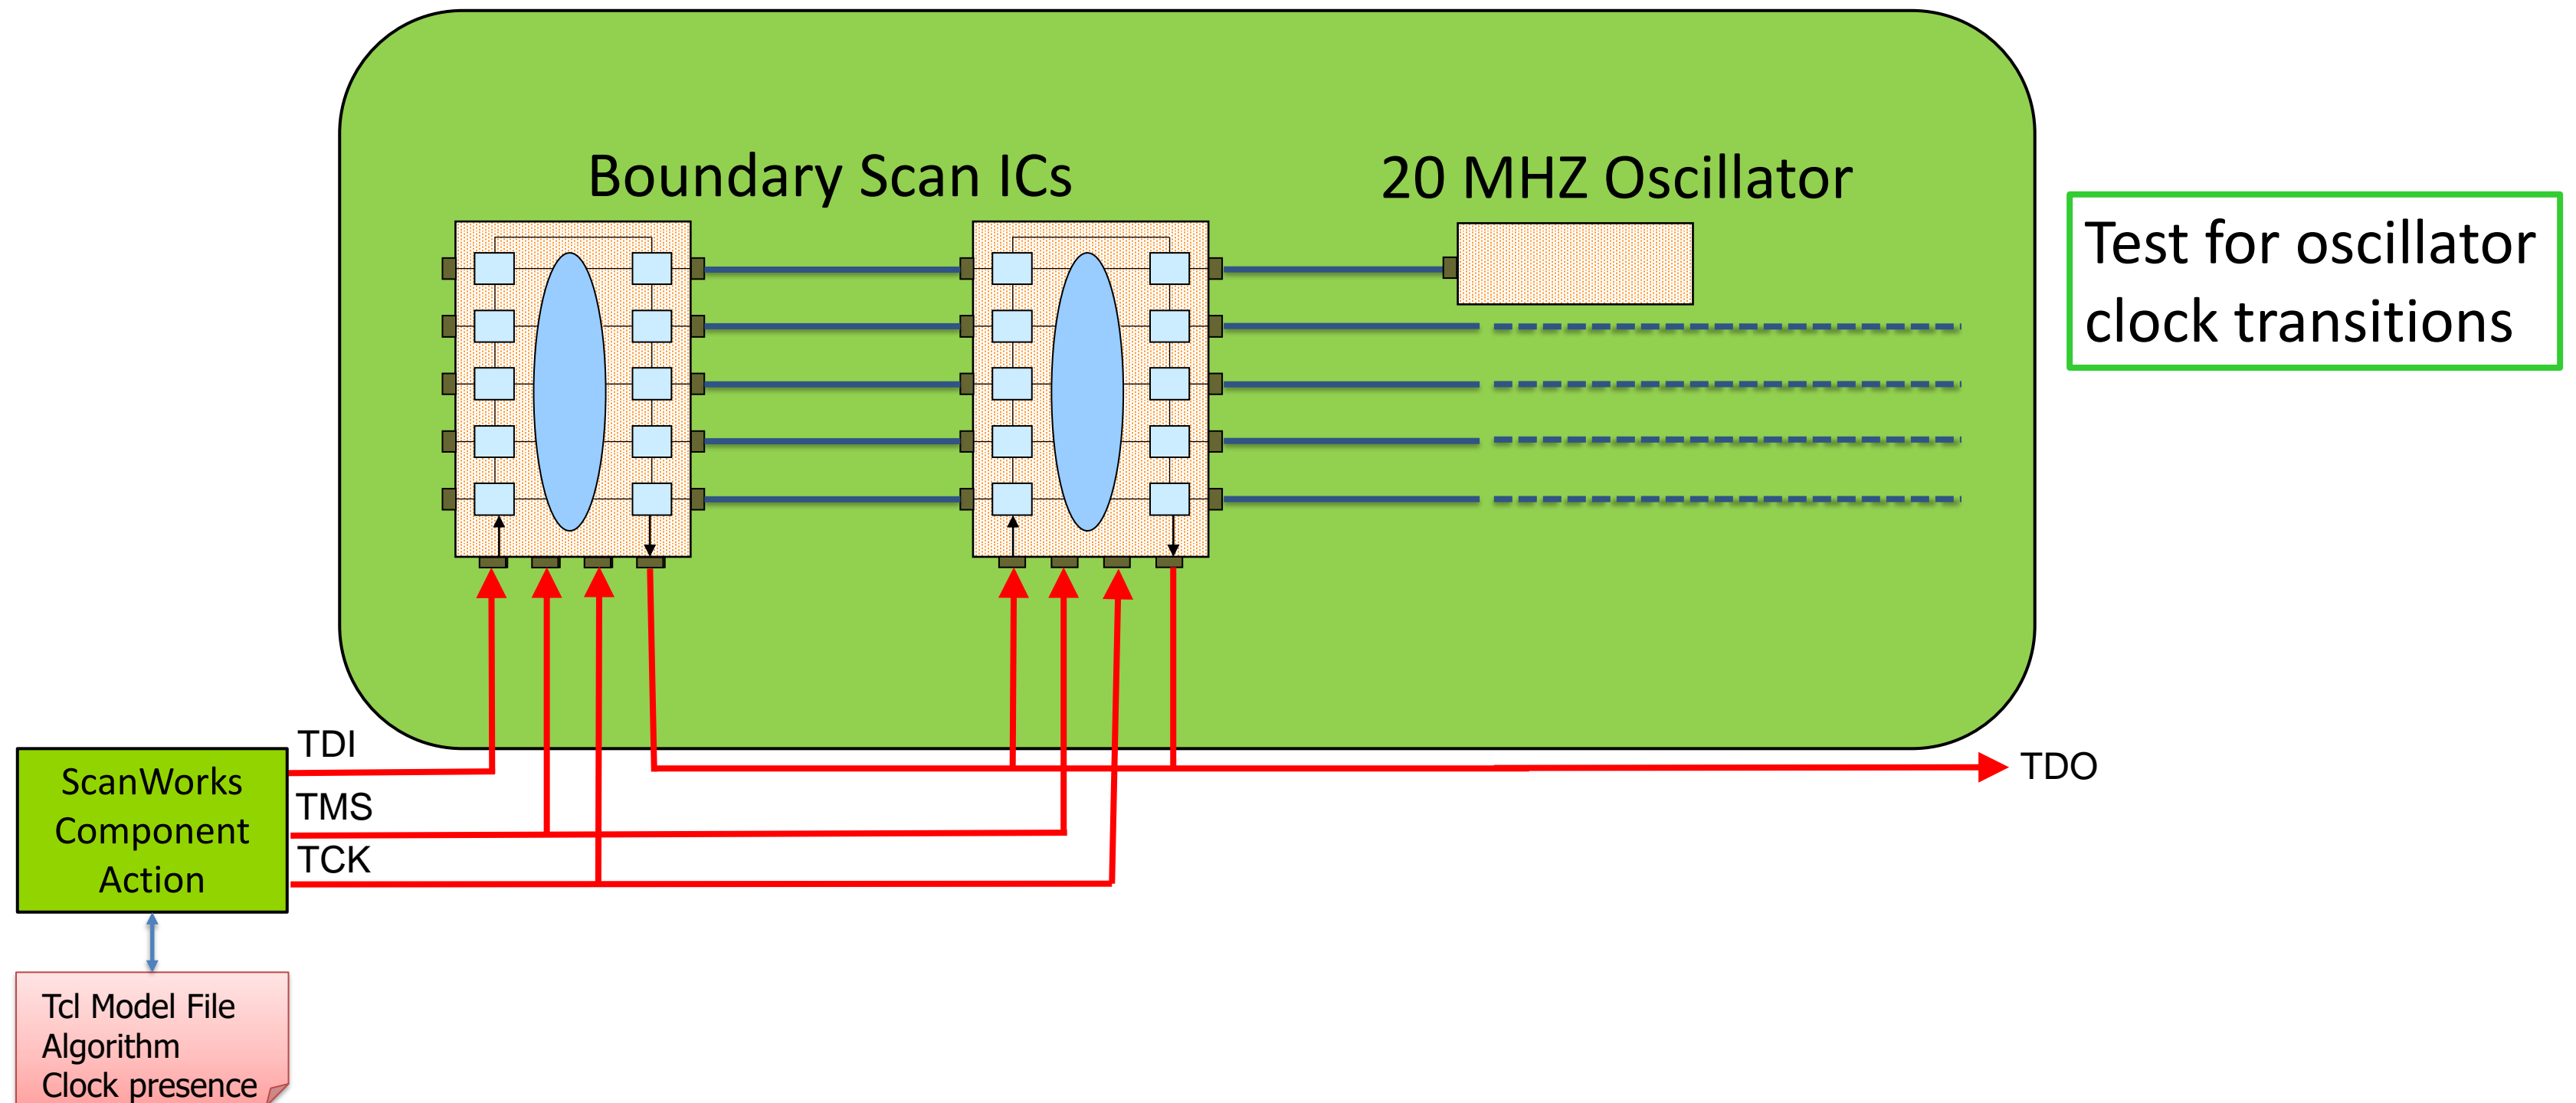 Boundary Scan ICs
20 MHZ Oscillator
Test for oscillator
clock transitions
TDI
TDO
ScanWorks
Component
Action
TMS
TCK
Tcl Model File
Algorithm
Clock presence